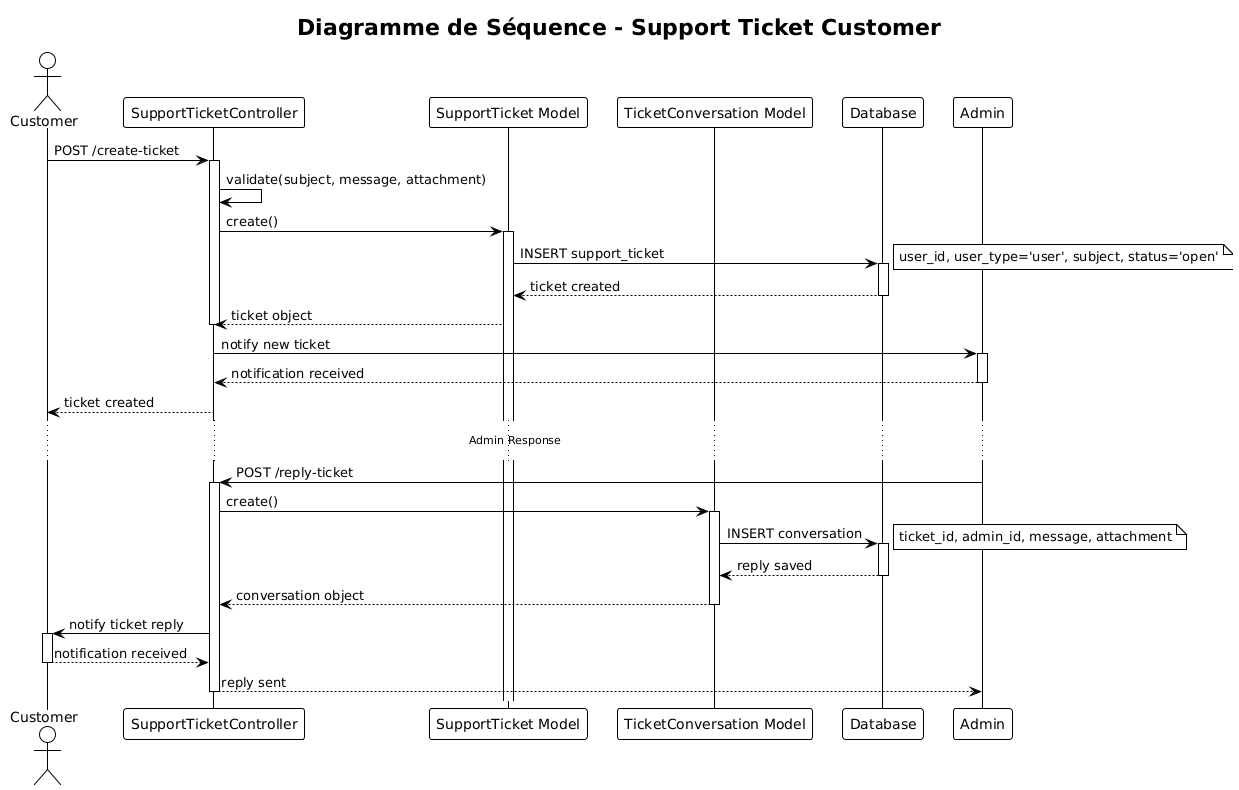 Diagramme de Séquence - Support Ticket Customer
Customer
SupportTicketController
SupportTicket Model
TicketConversation Model
Database
Admin
POST /create-ticket
validate(subject, message, attachment)
create()
INSERT support_ticket
user_id, user_type='user', subject, status='open'
ticket created
ticket object
notify new ticket
notification received
ticket created
Admin Response
POST /reply-ticket
create()
INSERT conversation
ticket_id, admin_id, message, attachment
reply saved
conversation object
notify ticket reply
notification received
reply sent
Customer
SupportTicketController
SupportTicket Model
TicketConversation Model
Database
Admin